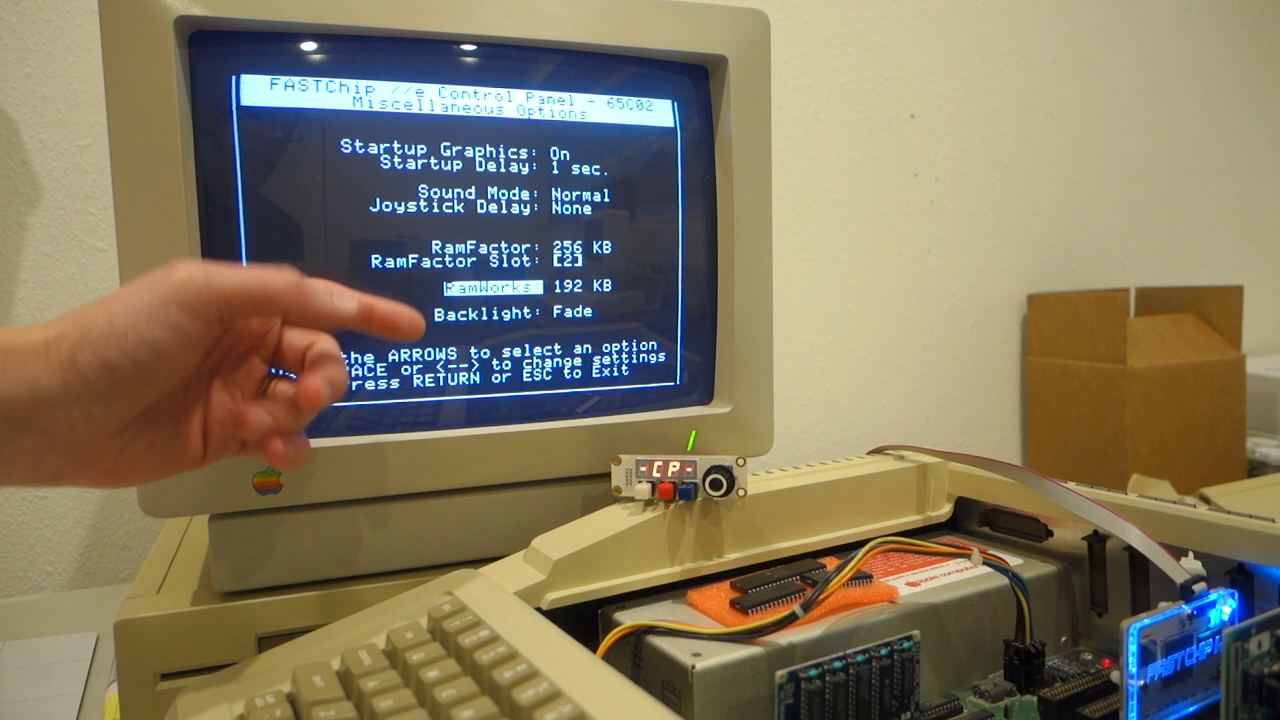 FASTChip //e Control Panel - 65C02
Miscellaneous Options
Startup Graphics: On
Startup Delay: 1 sec.
Sound Mode: Normal
Joystick Delay: None
RamFactor: 256 KB
RamFactor Slot: [2]
RamWorks: 192 KB
Backlight: Fade
the ARROWS to select an option
ACE or <--> to change settings
ress RETURN or ESC to Exit
-CP-
apple computer
FASTCHIP